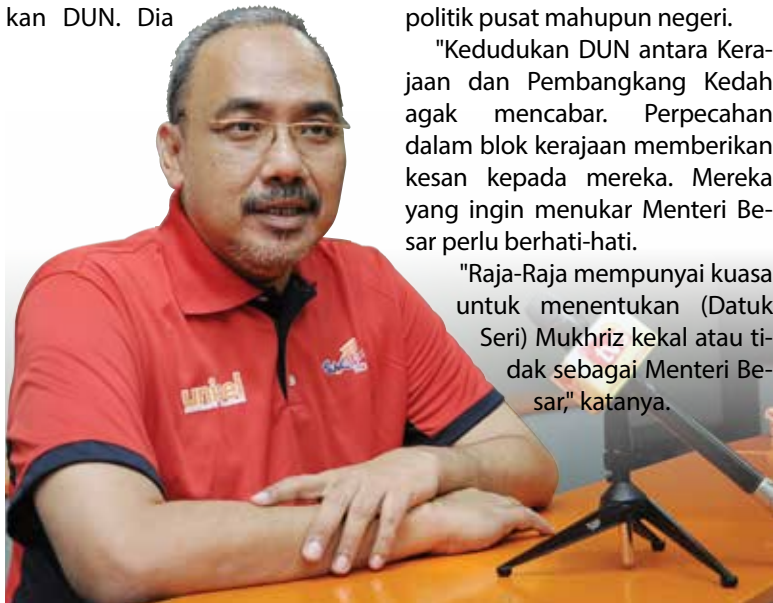 kan DUN. Dia
politik pusat mahupun negeri.
"Kedudukan DUN antara Kera-
jaan dan Pembangkang Kedah
agak mencabar. Perpecahan
dalam blok kerajaan memberikan
kesan kepada mereka. Mereka
yang ingin menukar Menteri Be-
sar perlu berhati-hati.
"Raja-Raja mempunyai kuasa
untuk menentukan (Datuk
Seri) Mukhriz kekal atau ti-
dak sebagai Menteri Be-
sar," katanya.
unisel